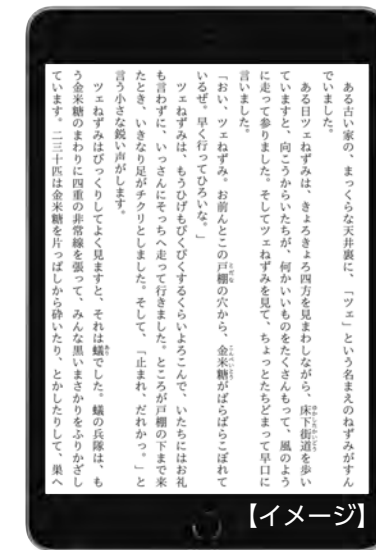 ある古い家の、まっくらな天井裏に、「ツェ」という名まえのねずみがすん
でいました。
ある日ツェねずみは、きょろきょろ四方を見まわしながら、床下街道を歩い
ていますと、向こうからいたちが、何かいいものをたくさんもって、風のよう
に走って参りました。そしてツェねずみを見て、ちょっとたちどまって早口に
言いました。
「おい、ツェねずみ。お前んとこの戸棚の穴から、金米糖がばらばらこぼれて
いるぜ。早く行ってひろいな。」
ツェねずみは、もうひげもぴくぴくするくらいよろこんで、いたちにはお礼
も言わずに、いっさんにそっちへ走って行きました。ところが戸棚の下まで来
たとき、いきなり足がチクリとしました。そして、「止まれ、だれかっ。」と
言う小さな鋭い声がします。
ツェねずみはびっくりしてよく見ますと、それは蟻でした。蟻の兵隊は、も
う金米糖のまわりに四重の非常線を張って、みんな黒いまさかりをふりかざし
ています。二三十匹は金米糖を片っぱしから砕いたり、とかしたりして、巣へ
【イメージ】